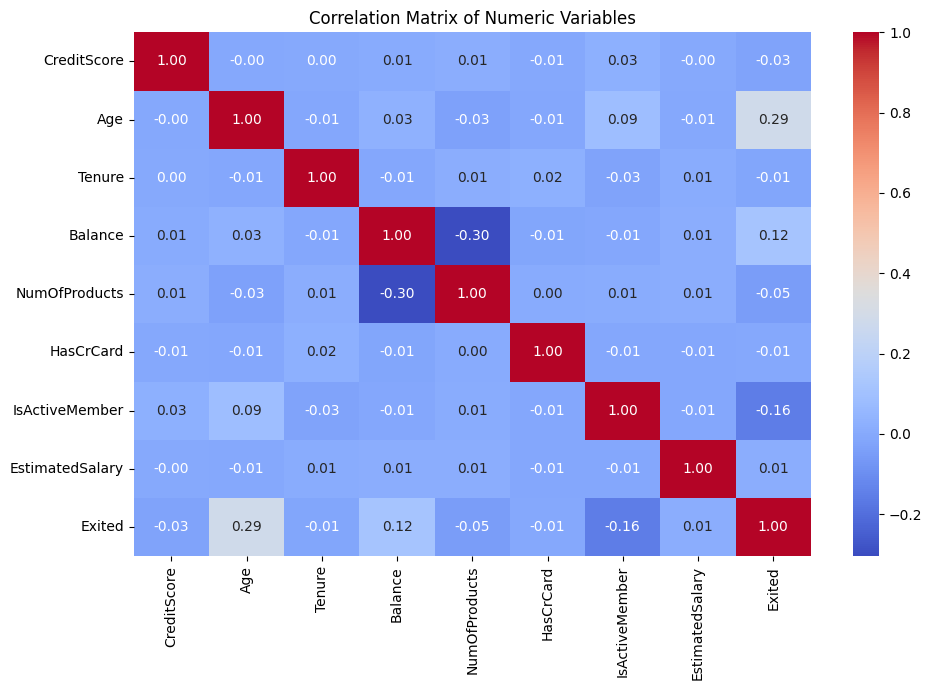 Correlation Matrix of Numeric Variables
CreditScore 1.00 -0.00 0.00 0.01 0.01 -0.01 0.03 -0.00 -0.03
Age -0.00 1.00 -0.01 0.03 -0.03 -0.01 0.09 -0.01 0.29
Tenure 0.00 -0.01 1.00 -0.01 0.01 0.02 -0.03 0.01 -0.01
Balance 0.01 0.03 -0.01 1.00 -0.30 -0.01 -0.01 0.01 0.12
NumOfProducts 0.01 -0.03 0.01 -0.30 1.00 0.00 0.01 0.01 -0.05
HasCrCard -0.01 -0.01 0.02 -0.01 0.00 1.00 -0.01 -0.01 -0.01
IsActiveMember 0.03 0.09 -0.03 -0.01 0.01 -0.01 1.00 -0.01 -0.16
EstimatedSalary -0.00 -0.01 0.01 0.01 0.01 -0.01 -0.01 1.00 0.01
Exited -0.03 0.29 -0.01 0.12 -0.05 -0.01 -0.16 0.01 1.00
CreditScore
Age
Tenure
Balance
NumOfProducts
HasCrCard
IsActiveMember
EstimatedSalary
Exited
1.0
0.8
0.6
0.4
0.2
0.0
−0.2